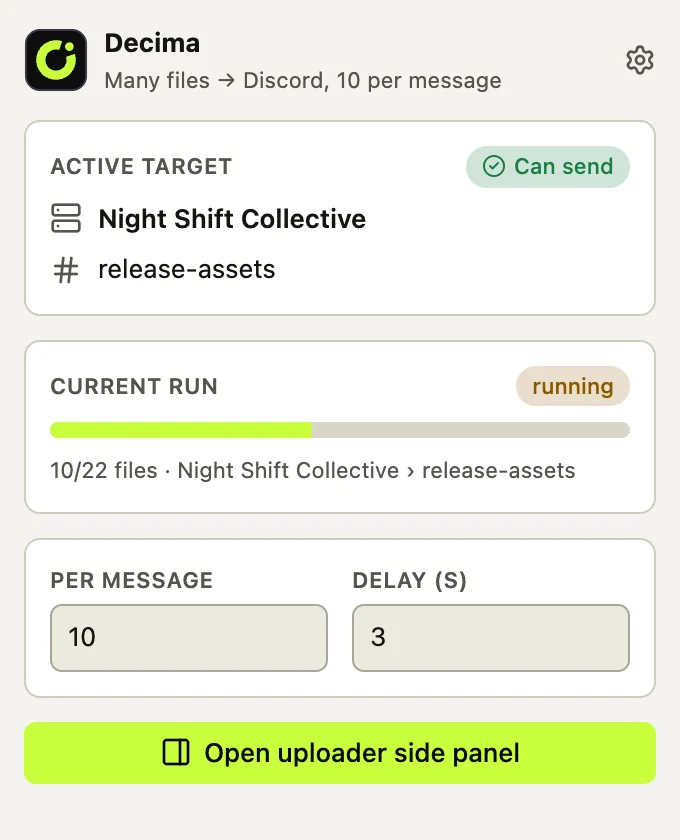 Decima
Many files → Discord, 10 per message
ACTIVE TARGET
Can send
Night Shift Collective
# release-assets
CURRENT RUN
running
10/22 files · Night Shift Collective › release-assets
PER MESSAGE
DELAY (S)
10
3
Open uploader side panel